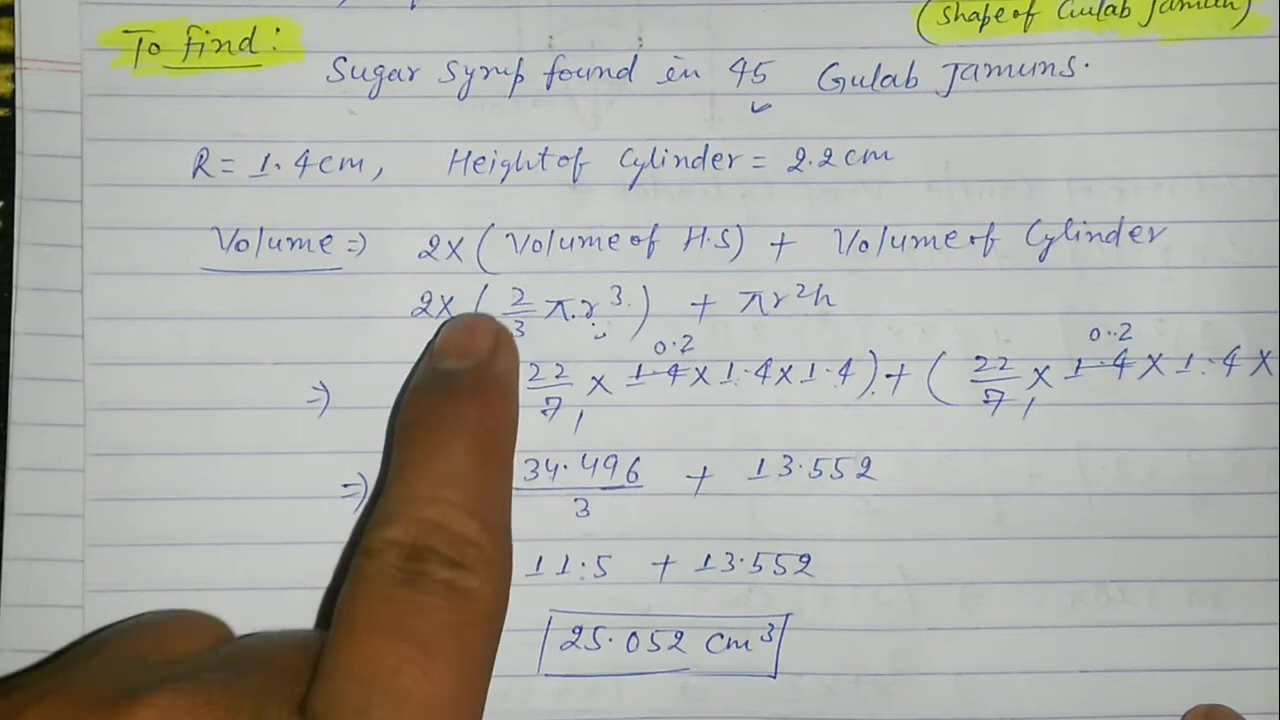 (Shape of Gulab Jamun)
To find:
Sugar Syrup found in 45 Gulab Jamuns.
R = 1.4cm, Height of Cylinder = 2.2cm
Volume ⇒ 2x (Volume of H.S) + Volume of Cylinder
2x ( 2/3 π.r³ ) + πr²h
0.2 0.2
⇒ 22/7 x 1.4 x 1.4 x 1.4 ) + ( 22/7 x 1.4 x 1.4 x
1 1
⇒ 34.496/3 + 13.552
11.5 + 13.552
25.052 cm³